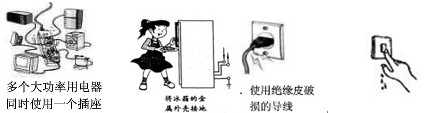 多个大功率用电器
同时使用一个插座
将冰箱的金
属外壳接地
.使用绝缘皮破
损的导线